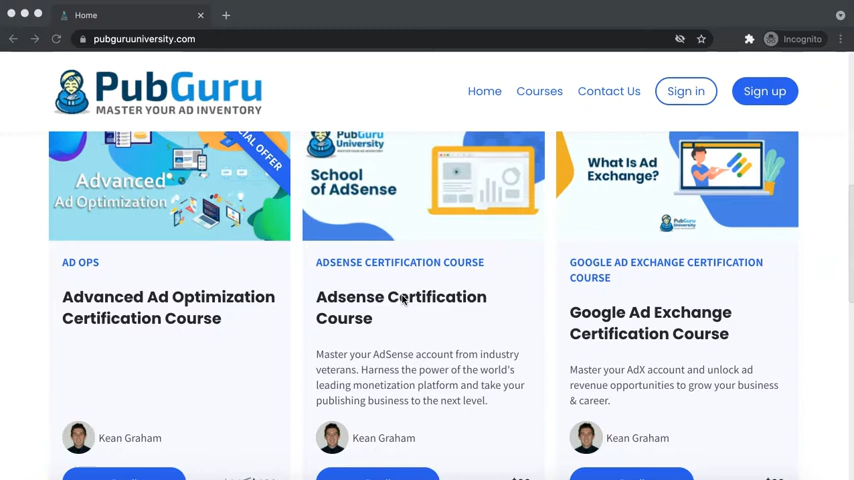 Home
pubguruuniversity.com
Incognito
PubGuru
MASTER YOUR AD INVENTORY
Home
Courses
Contact Us
Sign in
Sign up
OFFER
Advanced
Ad Optimization
PubGuru
University
School
of AdSense
What Is Ad
Exchange?
PubGuru
AD OPS
Advanced Ad Optimization
Certification Course
ADSENSE CERTIFICATION COURSE
Adsense Certification
Course
Master your AdSense account from industry
veterans. Harness the power of the world's
leading monetization platform and take your
publishing business to the next level.
GOOGLE AD EXCHANGE CERTIFICATION
COURSE
Google Ad Exchange
Certification Course
Master your AdX account and unlock ad
revenue opportunities to grow your business
& career.
Kean Graham
Kean Graham
Kean Graham